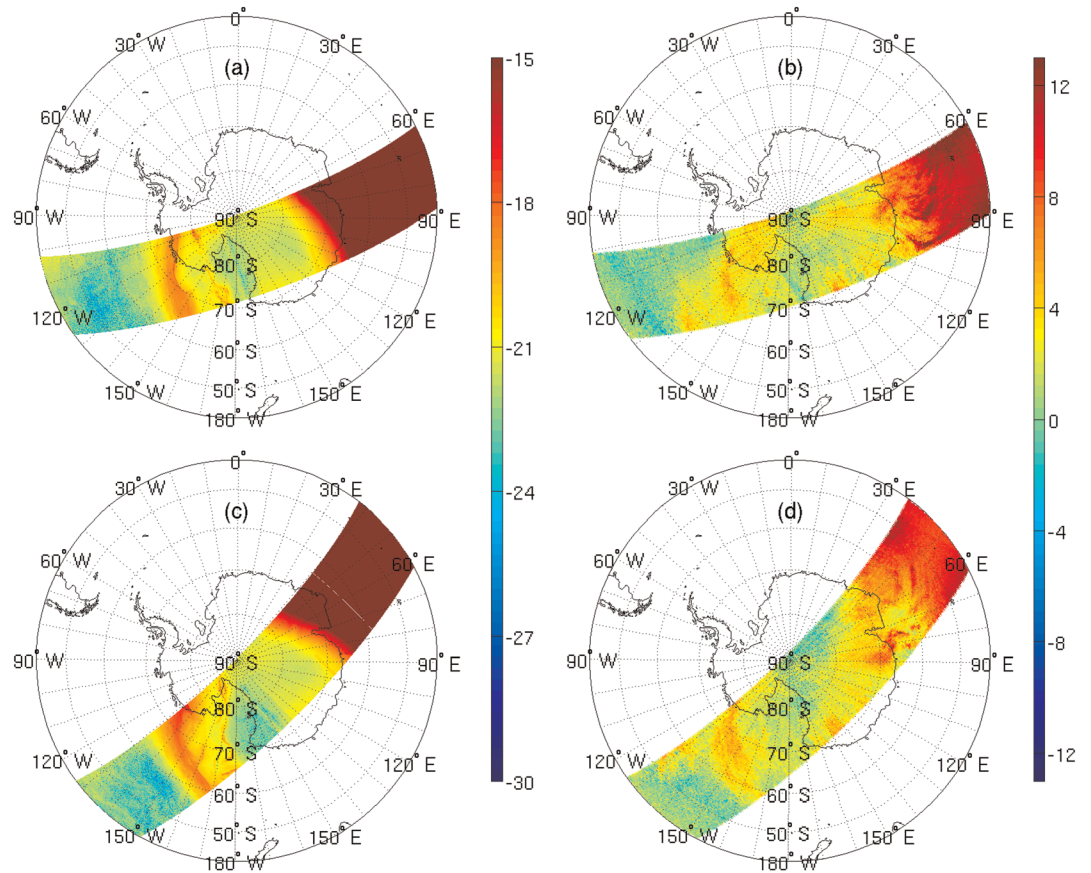 0°
30° W
30° E
(a)
60° W
60° E
90° W
90° S
90° E
80° S
120° W
70° S
120° E
60° S
150° W
50° S
150° E
180° W
-15
-18
-21
-24
-27
-30
0°
30° W
30° E
(b)
60° W
60° E
90° W
90° S
90° E
80° S
120° W
70° S
120° E
60° S
150° W
50° S
150° E
180° W
12
8
4
0
-4
-8
-12
0°
30° W
30° E
(c)
60° W
60° E
90° W
90° S
90° E
80° S
120° W
70° S
120° E
60° S
150° W
50° S
150° E
180° W
0°
30° W
30° E
(d)
60° W
60° E
90° W
90° S
90° E
80° S
120° W
70° S
120° E
60° S
150° W
50° S
150° E
180° W